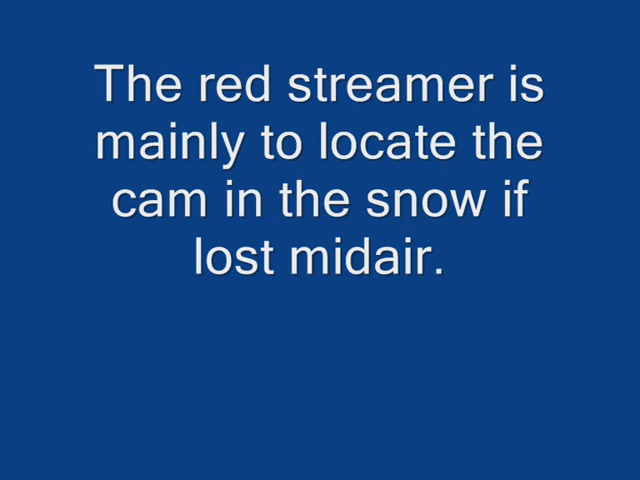 The red streamer is
mainly to locate the
cam in the snow if
lost midair.